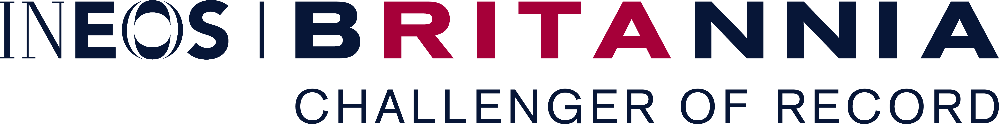 INEOS | BRITANNIA
CHALLENGER OF RECORD